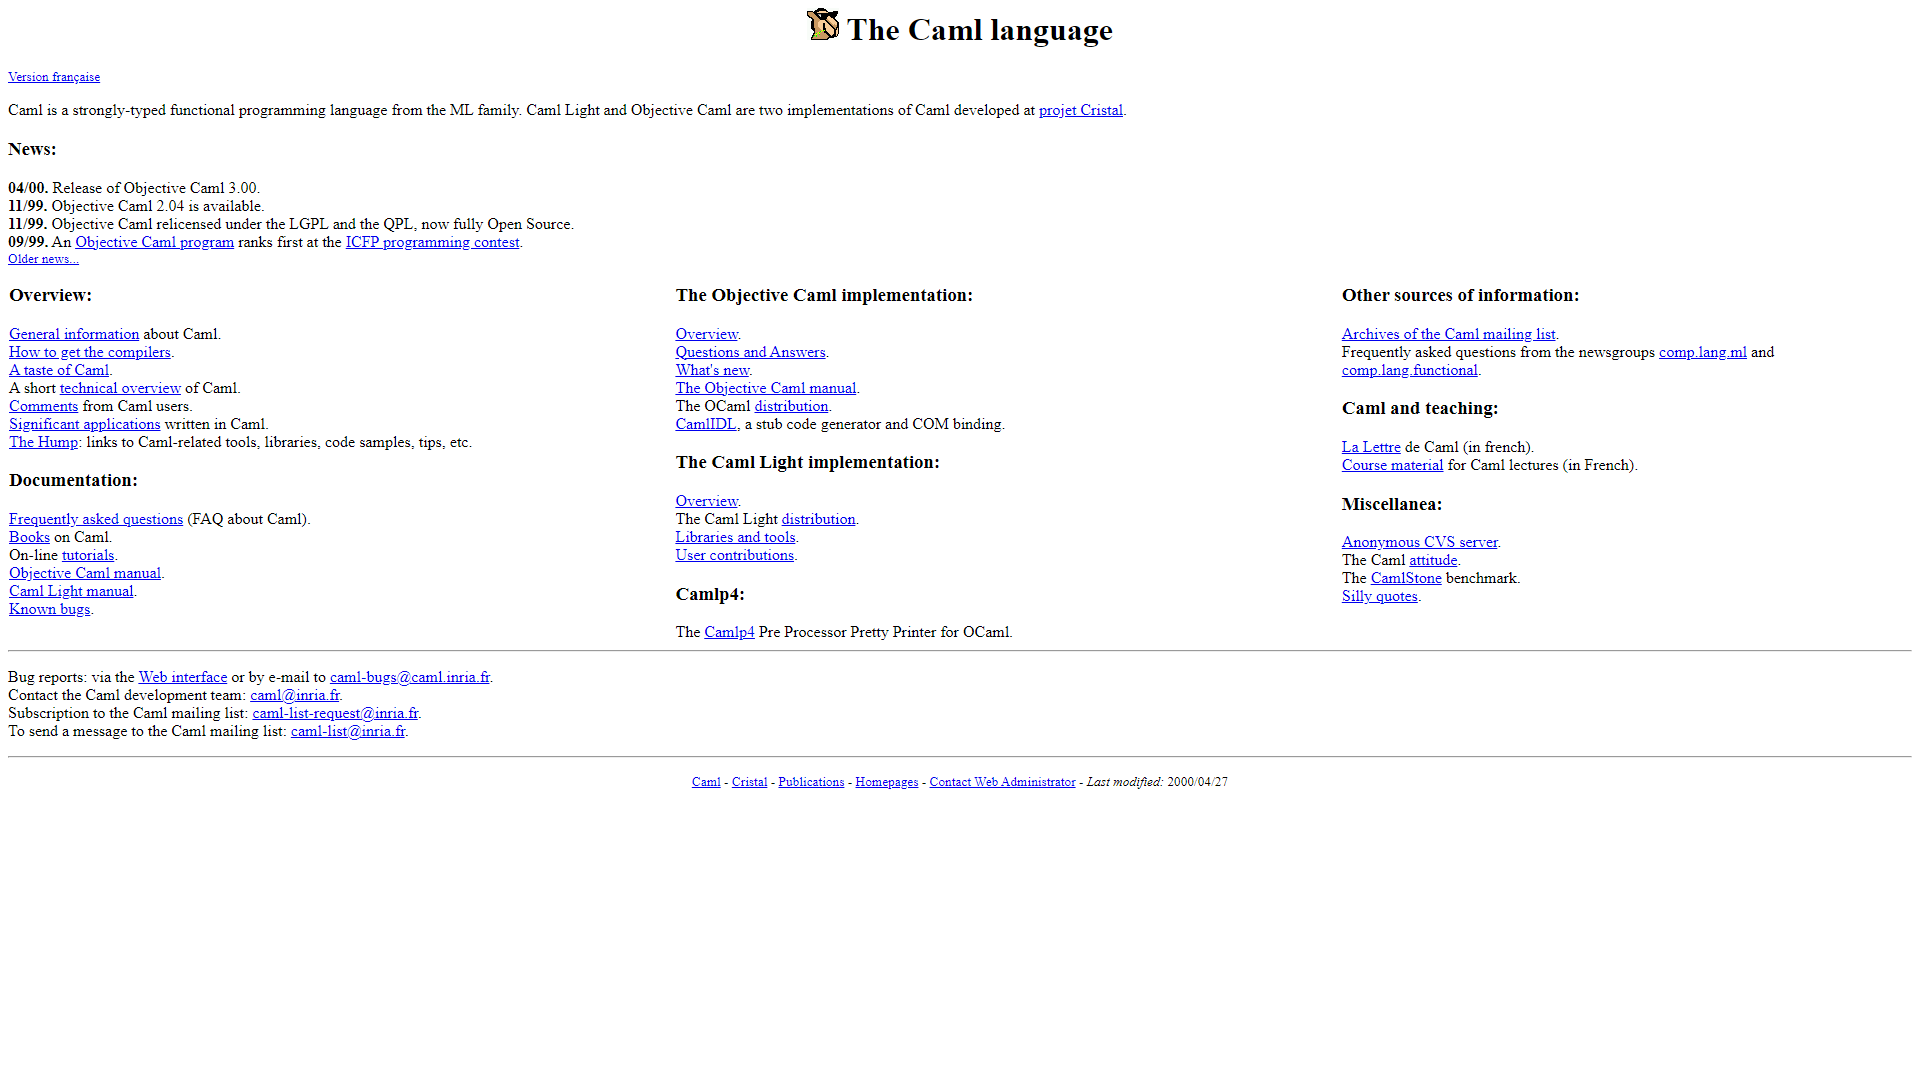 The Caml language
Version française
Caml is a strongly-typed functional programming language from the ML family. Caml Light and Objective Caml are two implementations of Caml developed at projet Cristal.
News:
04/00. Release of Objective Caml 3.00.
11/99. Objective Caml 2.04 is available.
11/99. Objective Caml relicensed under the LGPL and the QPL, now fully Open Source.
09/99. An Objective Caml program ranks first at the ICFP programming contest.
Older news...
Overview:
General information about Caml.
How to get the compilers.
A taste of Caml.
A short technical overview of Caml.
Comments from Caml users.
Significant applications written in Caml.
The Hump: links to Caml-related tools, libraries, code samples, tips, etc.
Documentation:
Frequently asked questions (FAQ about Caml).
Books on Caml.
On-line tutorials.
Objective Caml manual.
Caml Light manual.
Known bugs.
The Objective Caml implementation:
Overview.
Questions and Answers.
What's new.
The Objective Caml manual.
The OCaml distribution.
CamlIDL, a stub code generator and COM binding.
The Caml Light implementation:
Overview.
The Caml Light distribution.
Libraries and tools.
User contributions.
Camlp4:
The Camlp4 Pre Processor Pretty Printer for OCaml.
Other sources of information:
Archives of the Caml mailing list.
Frequently asked questions from the newsgroups comp.lang.ml and
comp.lang.functional.
Caml and teaching:
La Lettre de Caml (in french).
Course material for Caml lectures (in French).
Miscellanea:
Anonymous CVS server.
The Caml attitude.
The CamlStone benchmark.
Silly quotes.
Bug reports: via the Web interface or by e-mail to caml-bugs@caml.inria.fr.
Contact the Caml development team: caml@inria.fr.
Subscription to the Caml mailing list: caml-list-request@inria.fr.
To send a message to the Caml mailing list: caml-list@inria.fr.
Caml - Cristal - Publications - Homepages - Contact Web Administrator - Last modified: 2000/04/27